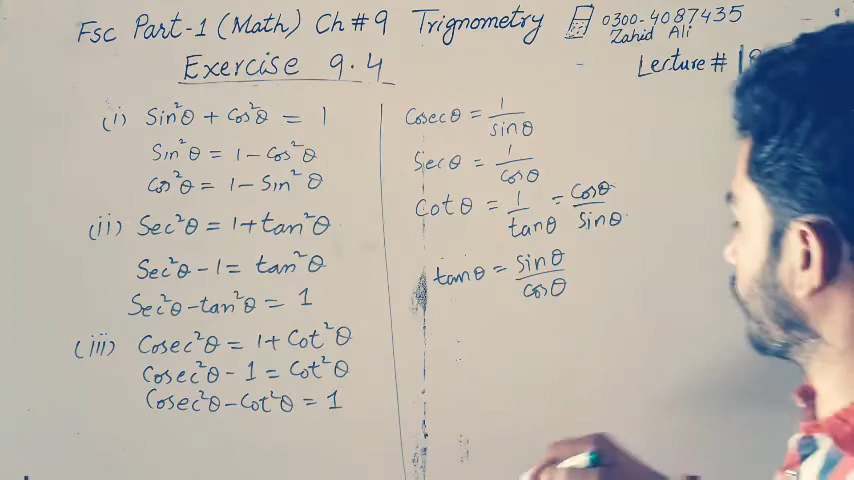 Fsc Part-1 (Math) Ch # 9 Trignometry 0300-4087435
Zahid Ali
Exercise 9.4
Lecture #
(i) Sin²θ + Cos²θ = 1
Sin²θ = 1 - Cos²θ
Cos²θ = 1 - Sin²θ
(ii) Sec²θ = 1 + tan²θ
Sec²θ - 1 = tan²θ
Sec²θ - tan²θ = 1
(iii) Cosec²θ = 1 + Cot²θ
Cosec²θ - 1 = Cot²θ
Cosec²θ - Cot²θ = 1
Cosecθ = 1/sinθ
Secθ = 1/cosθ
Cotθ = 1/tanθ = Cosθ/Sinθ
tanθ = Sinθ/Cosθ